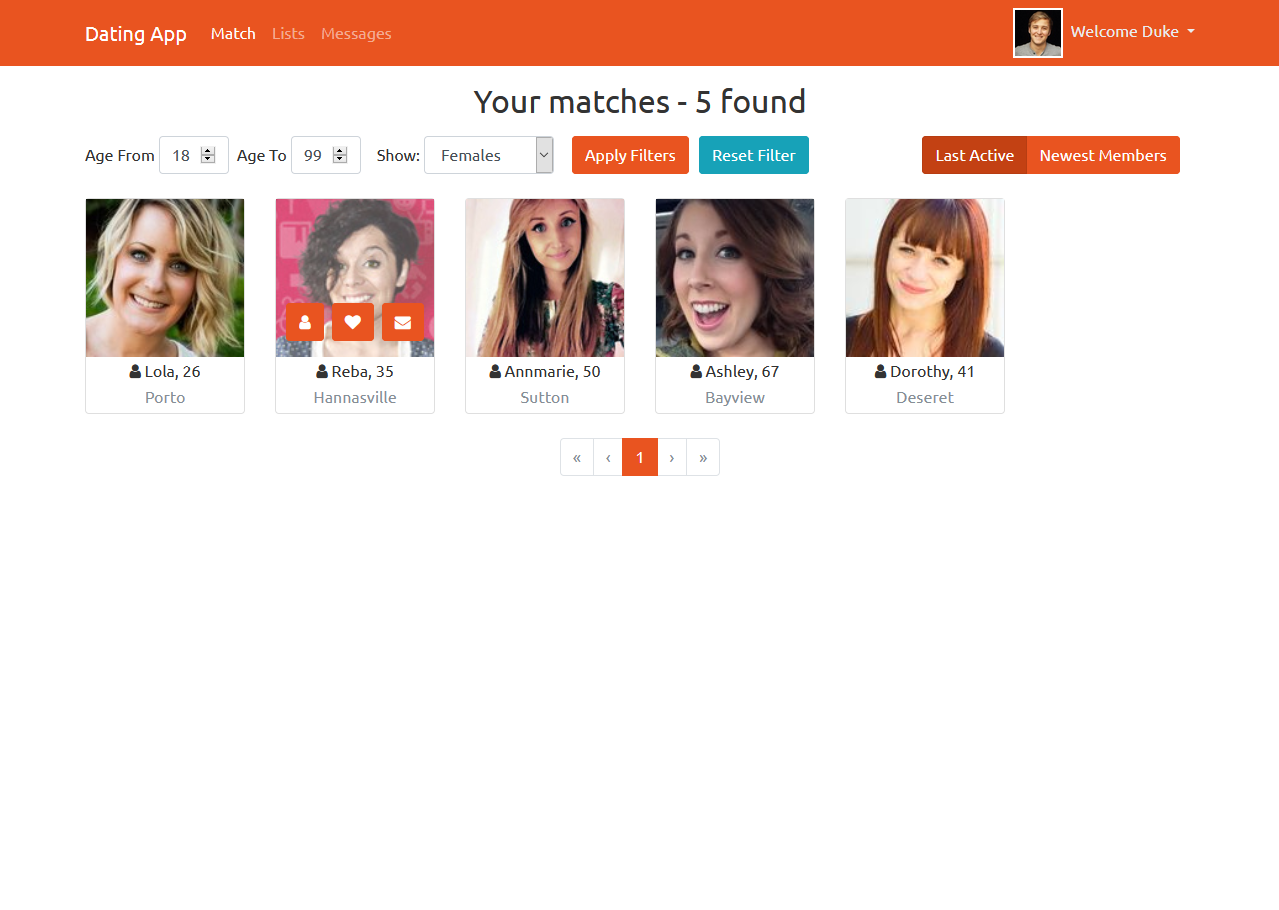 Dating App Match Lists Messages Welcome Duke
Your matches - 5 found
Age From 18 Age To 99 Show: Females Apply Filters Reset Filter Last Active Newest Members
Lola, 26 Reba, 35 Annmarie, 50 Ashley, 67 Dorothy, 41
Porto Hannasville Sutton Bayview Deseret
« ‹ 1 › »